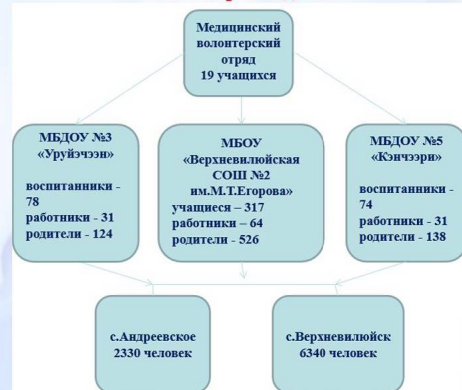 Медицинский
волонтерский
отряд
19 учащихся
МБДОУ №3
«Уруйэчээн»
воспитанники -
78
работники - 31
родители - 124
МБОУ
«Верхневилюйская
СОШ №2
им.М.Т.Егорова»
учащиеся – 317
работники – 64
родители - 526
МБДОУ №5
«Кэнчээри»
воспитанники -
74
работники - 31
родители - 138
с.Андреевское
2330 человек
с.Верхневилюйск
6340 человек